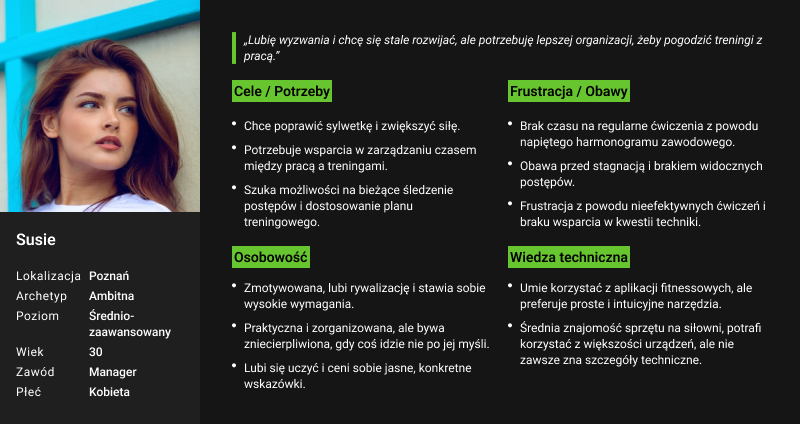 „Lubię wyzwania i chcę się stale rozwijać, ale potrzebuję lepszej organizacji, żeby pogodzić treningi z
pracą.”
Cele / Potrzeby
Chce poprawić sylwetkę i zwiększyć siłę.
Potrzebuje wsparcia w zarządzaniu czasem
między pracą a treningami.
Szuka możliwości na bieżące śledzenie
postępów i dostosowanie planu
treningowego.
Frustracja / Obawy
Brak czasu na regularne ćwiczenia z powodu
napiętego harmonogramu zawodowego.
Obawa przed stagnacją i brakiem widocznych
postępów.
Frustracja z powodu nieefektywnych ćwiczeń i
braku wsparcia w kwestii techniki.
Susie
Lokalizacja Poznań
Archetyp Ambitna
Poziom Średnio-
zaawansowany
Wiek 30
Zawód Manager
Płeć Kobieta
Osobowość
Zmotywowana, lubi rywalizację i stawia sobie
wysokie wymagania.
Praktyczna i zorganizowana, ale bywa
zniecierpliwiona, gdy coś idzie nie po jej myśli.
Lubi się uczyć i ceni sobie jasne, konkretne
wskazówki.
Wiedza techniczna
Umie korzystać z aplikacji fitnessowych, ale
preferuje proste i intuicyjne narzędzia.
Średnia znajomość sprzętu na siłowni, potrafi
korzystać z większości urządzeń, ale nie
zawsze zna szczegóły techniczne.